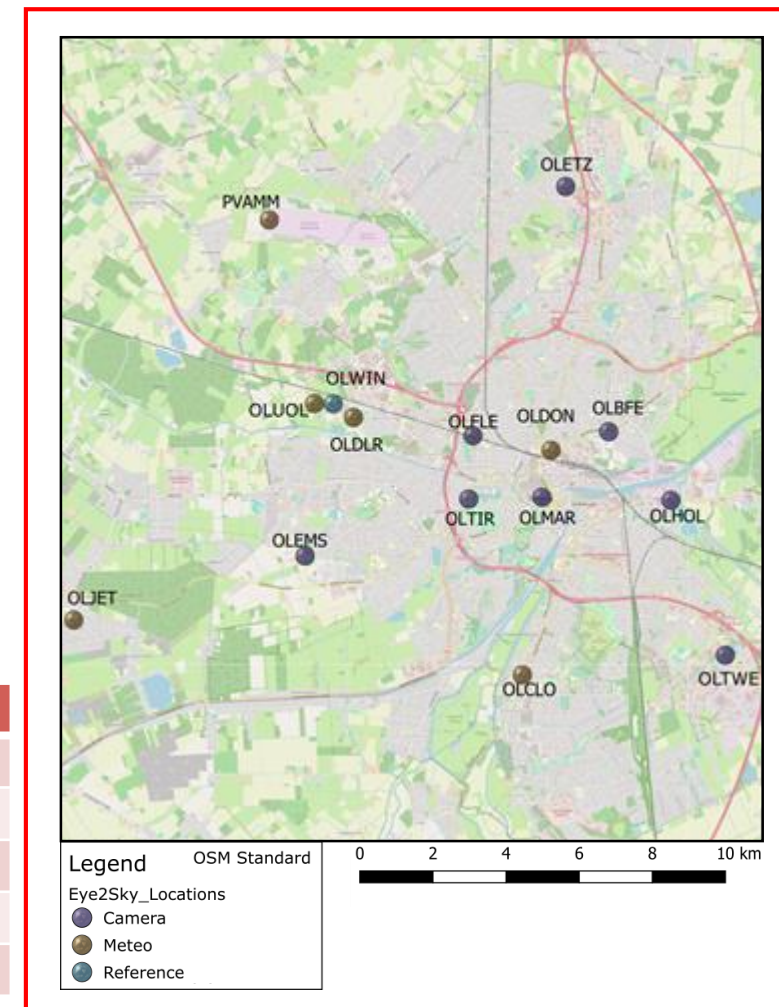 OLETZ
PVAMM
OLWIN
OLUOL
OLDLR
OLFLE
OLDON
OLBFE
OLTIR
OLMAR
OLHOL
OLEMS
OLJET
OLTWE
OLCLO
Legend OSM Standard
Eye2Sky_Locations
Camera
Meteo
Reference
0 2 4 6 8 10 km